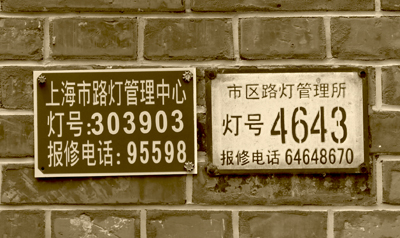 上海市路灯管理中心
灯号:303903
报修电话:95598
市区路灯管理所
灯号 4643
报修电话 64648670